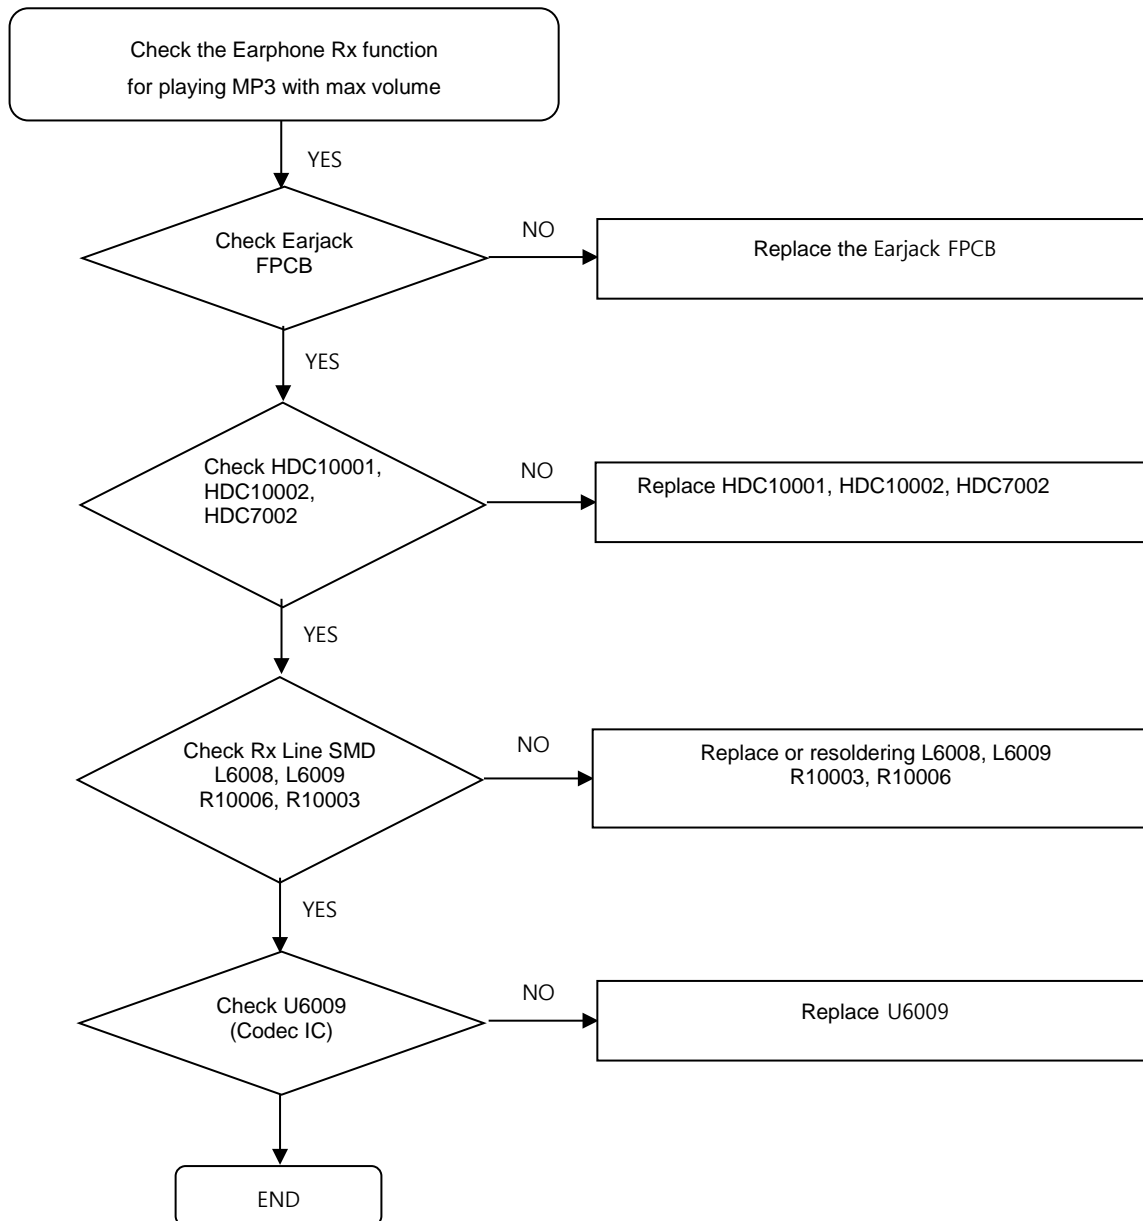 Check the Earphone Rx function
for playing MP3 with max volume
YES
Check Earjack
FPCB
NO
Replace the Earjack FPCB
YES
Check HDC10001,
HDC10002,
HDC7002
NO
Replace HDC10001, HDC10002, HDC7002
YES
Check Rx Line SMD
L6008, L6009
R10006, R10003
NO
Replace or resoldering L6008, L6009
R10003, R10006
YES
Check U6009
(Codec IC)
NO
Replace U6009
END